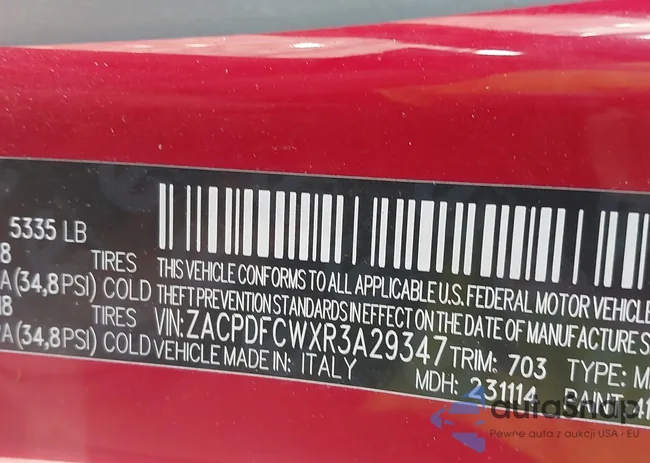 5335 LB
TIRES
A (34,8PSI) COLD
TIRES
PA (34,8PSI) COLD
THIS VEHICLE CONFORMS TO ALL APPLICABLE U.S. FEDERAL MOTOR VEHICLE
THEFT PREVENTION STANDARDS IN EFFECT ON THE DATE OF MANUFACTURE
VIN:ZACPDFCWXR3A29347 TRIM: 703 TYPE:
VEHICLE MADE IN: ITALY MDH: 231114 PAINT:
autosnap
Pewne auta z aukcji USA i EU